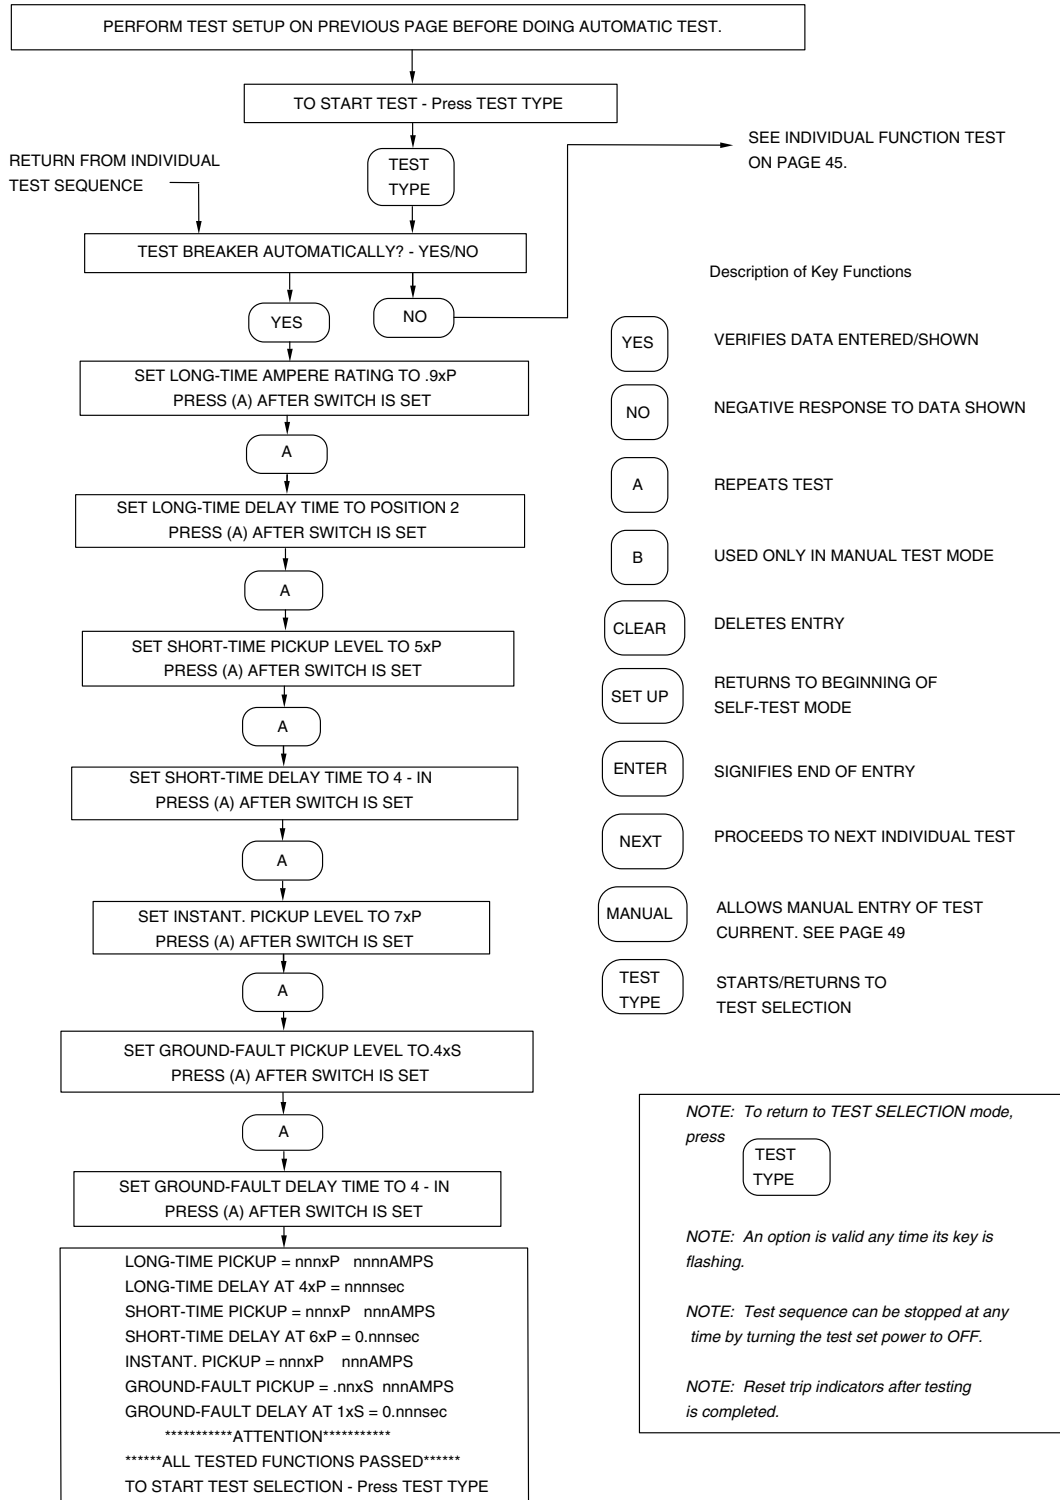 PERFORM TEST SETUP ON PREVIOUS PAGE BEFORE DOING AUTOMATIC TEST.
TO START TEST - Press TEST TYPE
TEST
TYPE
SEE INDIVIDUAL FUNCTION TEST
ON PAGE 45.
RETURN FROM INDIVIDUAL
TEST SEQUENCE
TEST BREAKER AUTOMATICALLY? - YES/NO
YES
NO
SET LONG-TIME AMPERE RATING TO .9xP
PRESS (A) AFTER SWITCH IS SET
A
SET LONG-TIME DELAY TIME TO POSITION 2
PRESS (A) AFTER SWITCH IS SET
A
SET SHORT-TIME PICKUP LEVEL TO 5xP
PRESS (A) AFTER SWITCH IS SET
A
SET SHORT-TIME DELAY TIME TO 4 - IN
PRESS (A) AFTER SWITCH IS SET
A
SET INSTANT. PICKUP LEVEL TO 7xP
PRESS (A) AFTER SWITCH IS SET
A
SET GROUND-FAULT PICKUP LEVEL TO.4xS
PRESS (A) AFTER SWITCH IS SET
A
SET GROUND-FAULT DELAY TIME TO 4 - IN
PRESS (A) AFTER SWITCH IS SET
LONG-TIME PICKUP = nnnxP nnnnAMPS
LONG-TIME DELAY AT 4xP = nnnnsec
SHORT-TIME PICKUP = nnnxP nnnAMPS
SHORT-TIME DELAY AT 6xP = 0.nnnsec
INSTANT. PICKUP = nnnxP nnnAMPS
GROUND-FAULT PICKUP = .nnxS nnnAMPS
GROUND-FAULT DELAY AT 1xS = 0.nnnsec
***********ATTENTION***********
******ALL TESTED FUNCTIONS PASSED******
TO START TEST SELECTION - Press TEST TYPE
Description of Key Functions
YES VERIFIES DATA ENTERED/SHOWN
NO NEGATIVE RESPONSE TO DATA SHOWN
A REPEATS TEST
B USED ONLY IN MANUAL TEST MODE
CLEAR DELETES ENTRY
SET UP RETURNS TO BEGINNING OF
SELF-TEST MODE
ENTER SIGNIFIES END OF ENTRY
NEXT PROCEEDS TO NEXT INDIVIDUAL TEST
MANUAL ALLOWS MANUAL ENTRY OF TEST
CURRENT. SEE PAGE 49
TEST STARTS/RETURNS TO
TYPE TEST SELECTION
NOTE: To return to TEST SELECTION mode,
press
TEST
TYPE
NOTE: An option is valid any time its key is
flashing.
NOTE: Test sequence can be stopped at any
time by turning the test set power to OFF.
NOTE: Reset trip indicators after testing
is completed.